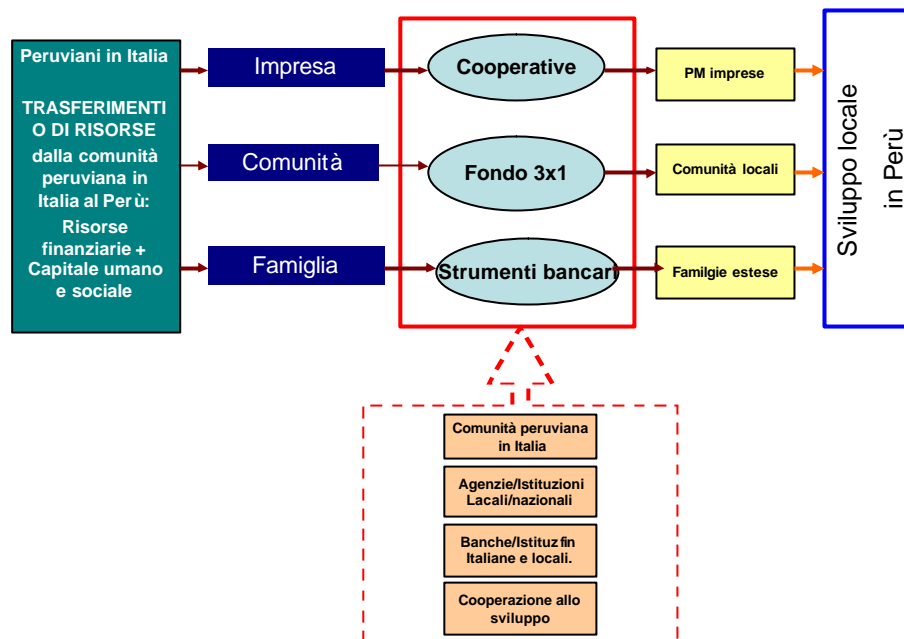 Peruviani in Italia
TRASFERIMENTI
O DI RISORSE
dalla comunità
peruviana in
Italia al Perù:
Risorse
finanziarie +
Capitale umano
e sociale
Impresa
Comunità
Famiglia
Cooperative
Fondo 3x1
Strumenti bancari
PM imprese
Comunità locali
Familgie estese
Sviluppo locale
in Perù
Comunità peruviana
in Italia
Agenzie/Istituzioni
Lacali/nazionali
Banche/Istituz fin
Italiane e locali.
Cooperazione allo
sviluppo